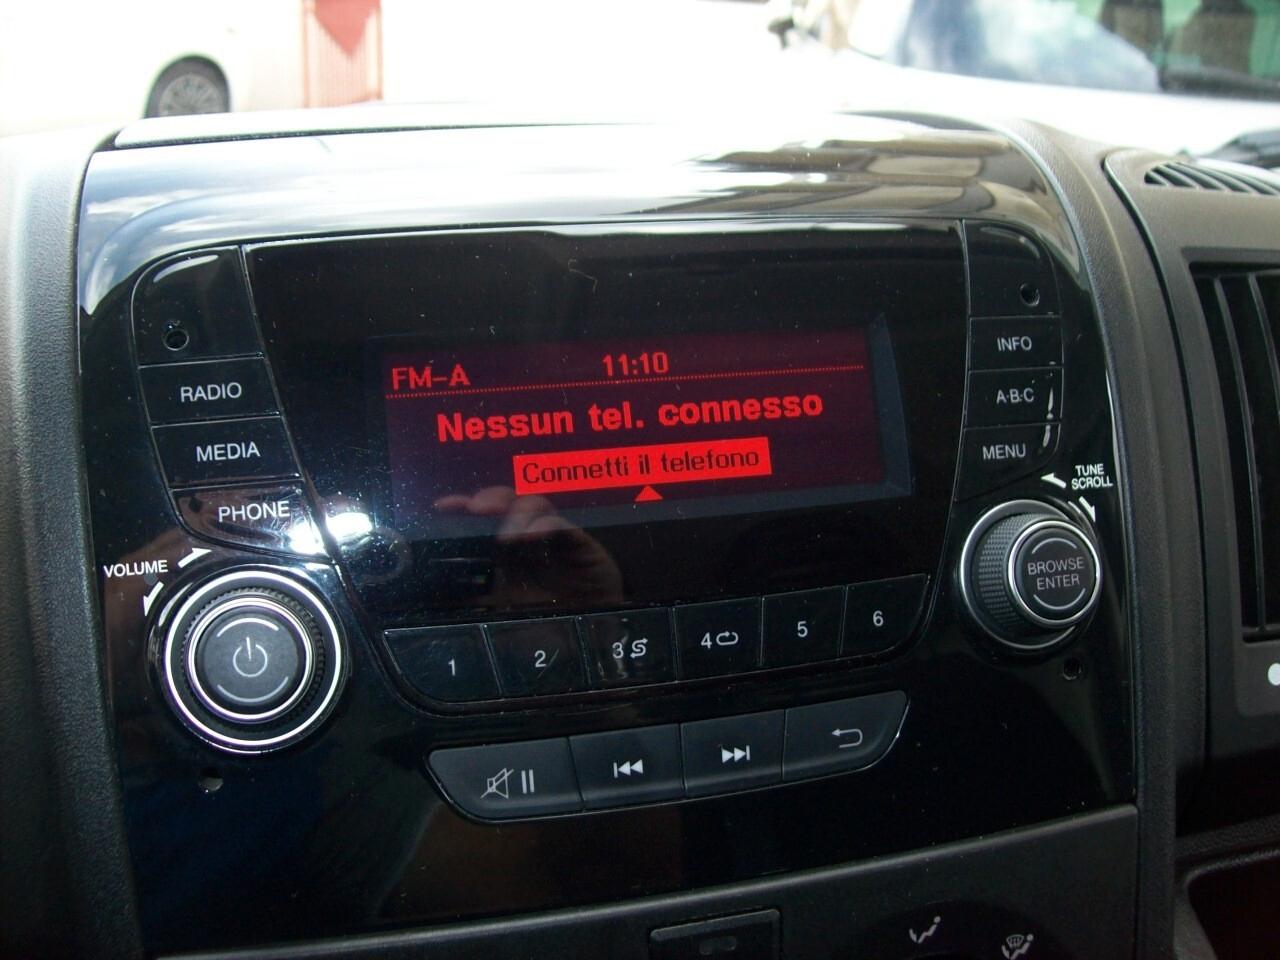 FM-A 11:10
Nessun tel. connesso
Connetti il telefono
RADIO
MEDIA
PHONE
VOLUME
INFO
A·B·C
MENU
TUNE
SCROLL
BROWSE
ENTER
1 2 3 4 5 6